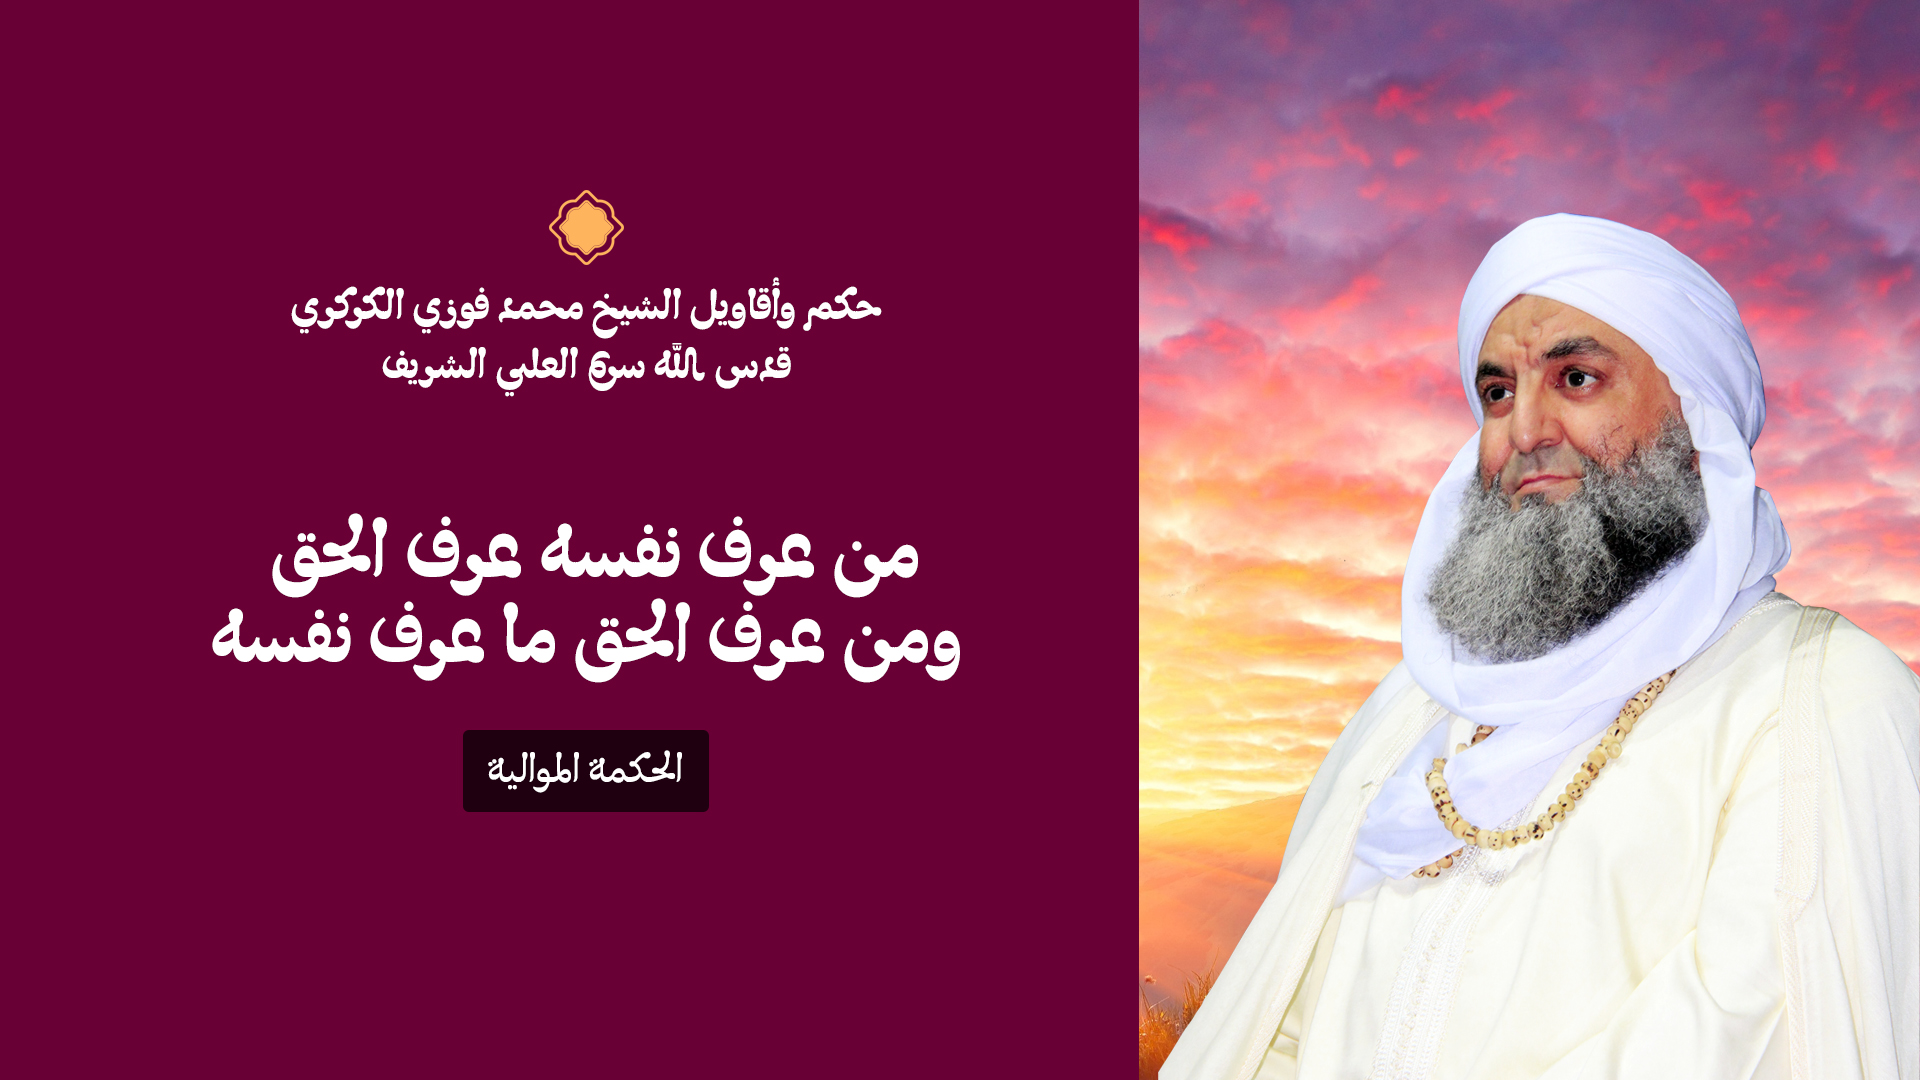 حكم وأقاويل الشيخ محمد فوزي الكركري
قدس الله سره العلي الشريف
من عرف نفسه عرف الحق
ومن عرف الحق ما عرف نفسه
الحكمة الموالية